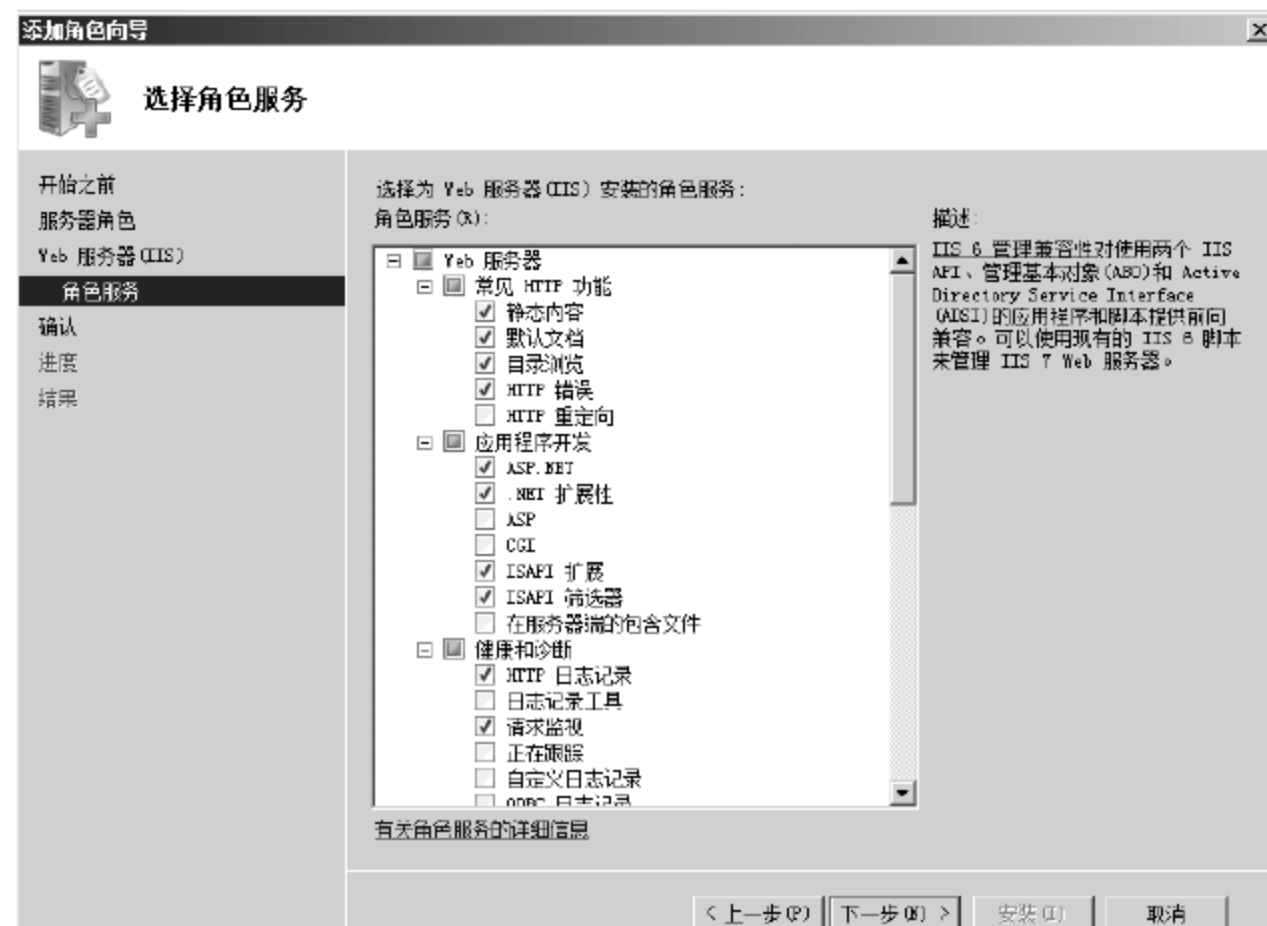 添加角色向导
选择角色服务
开始之前
服务器角色
Web 服务器(IIS)
角色服务
确认
进度
结果
选择为 Web 服务器(IIS) 安装的角色服务:
角色服务(R):
Web 服务器
常见 HTTP 功能
静态内容
默认文档
目录浏览
HTTP 错误
HTTP 重定向
应用程序开发
ASP.NET
.NET 扩展性
ASP
CGI
ISAPI 扩展
ISAPI 筛选器
在服务器端的包含文件
健康和诊断
HTTP 日志记录
日志记录工具
请求监视
正在跟踪
自定义日志记录
ODBC 日志记录
有关角色服务的详细信息
描述:
IIS 6 管理兼容性对使用两个 IIS
API、管理基本对象(ABO)和 Active
Directory Service Interface
(ADSI)的应用程序和脚本提供前向
兼容。可以使用现有的 IIS 6 脚本
来管理 IIS 7 Web 服务器。
< 上一步(P)
下一步(N) >
安装(I)
取消